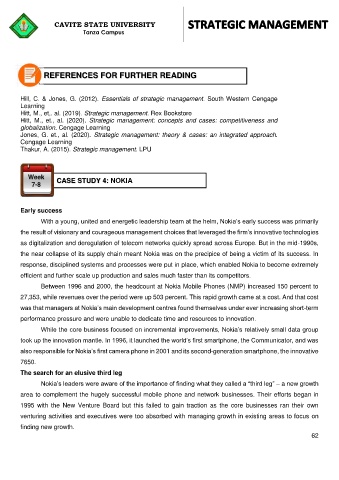 CAVITE STATE UNIVERSITY
Tanza Campus
STRATEGIC MANAGEMENT
REFERENCES FOR FURTHER READING
Hill, C. & Jones, G. (2012). Essentials of strategic management. South Western Cengage
Learning
Hitt, M., et,. al. (2019). Strategic management. Rex Bookstore
Hitt, M., et., al. (2020). Strategic management: concepts and cases: competitiveness and
globalization. Cengage Learning
Jones, G. et., al. (2020). Strategic management: theory & cases: an integrated approach.
Cengage Learning
Thakur, A. (2015). Strategic management. LPU
Week
7-8
CASE STUDY 4: NOKIA
Early success
With a young, united and energetic leadership team at the helm, Nokia's early success was primarily
the result of visionary and courageous management choices that leveraged the firm's innovative technologies
as digitalization and deregulation of telecom networks quickly spread across Europe. But in the mid-1990s,
the near collapse of its supply chain meant Nokia was on the precipice of being a victim of its success. In
response, disciplined systems and processes were put in place, which enabled Nokia to become extremely
efficient and further scale up production and sales much faster than its competitors.
Between 1996 and 2000, the headcount at Nokia Mobile Phones (NMP) increased 150 percent to
27,353, while revenues over the period were up 503 percent. This rapid growth came at a cost. And that cost
was that managers at Nokia's main development centres found themselves under ever increasing short-term
performance pressure and were unable to dedicate time and resources to innovation.
While the core business focused on incremental improvements, Nokia's relatively small data group
took up the innovation mantle. In 1996, it launched the world's first smartphone, the Communicator, and was
also responsible for Nokia's first camera phone in 2001 and its second-generation smartphone, the innovative
7650.
The search for an elusive third leg
Nokia's leaders were aware of the importance of finding what they called a "third leg" – a new growth
area to complement the hugely successful mobile phone and network businesses. Their efforts began in
1995 with the New Venture Board but this failed to gain traction as the core businesses ran their own
venturing activities and executives were too absorbed with managing growth in existing areas to focus on
finding new growth.
62